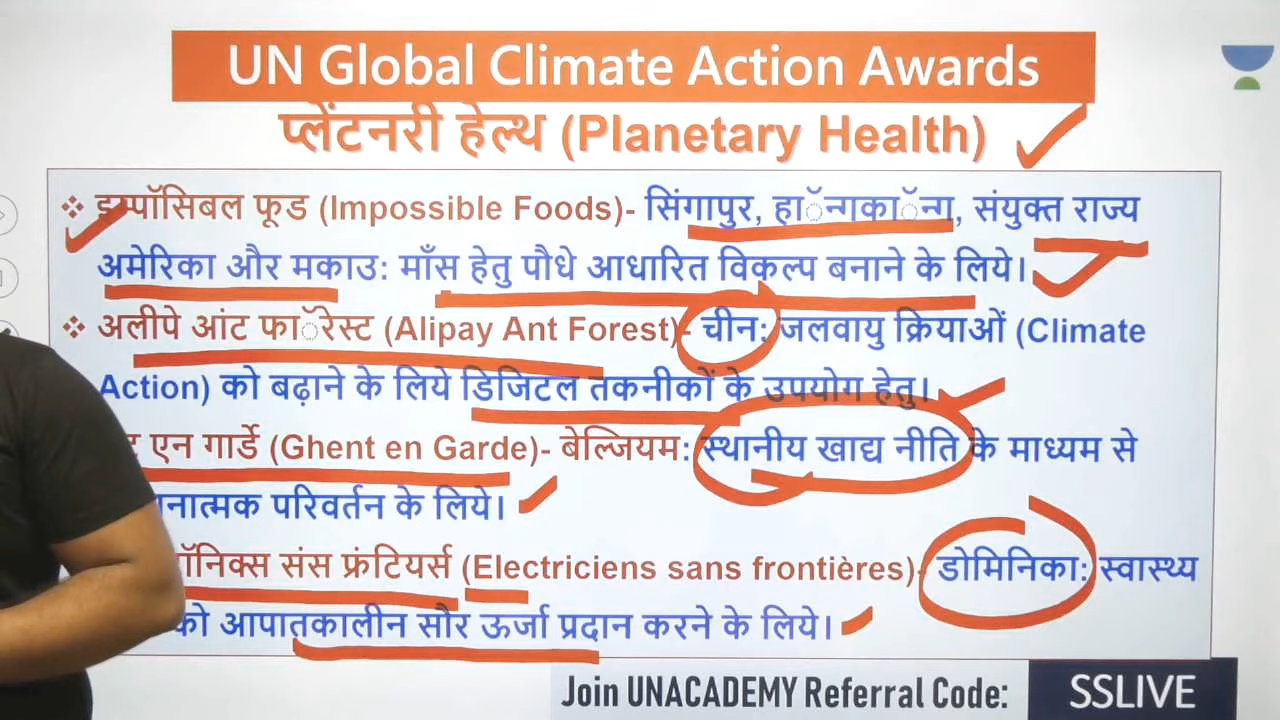 UN Global Climate Action Awards
प्लेंटनरी हेल्थ (Planetary Health)
❖ इम्पॉसिबल फूड (Impossible Foods)- सिंगापुर, हाॅन्गकाॅन्ग, संयुक्त राज्य
अमेरिका और मकाउ: माँस हेतु पौधे आधारित विकल्प बनाने के लिये।
❖ अलीपे आंट फाॅरेस्ट (Alipay Ant Forest)- चीन: जलवायु क्रियाओं (Climate
Action) को बढ़ाने के लिये डिजिटल तकनीकों के उपयोग हेतु।
एन गार्डे (Ghent en Garde)- बेल्जियम: स्थानीय खाद्य नीति के माध्यम से
नात्मक परिवर्तन के लिये।
ॉनिक्स संस फ्रंटियर्स (Electriciens sans frontières)- डोमिनिका: स्वास्थ्य
को आपातकालीन सौर ऊर्जा प्रदान करने के लिये।
Join UNACADEMY Referral Code: SSLIVE